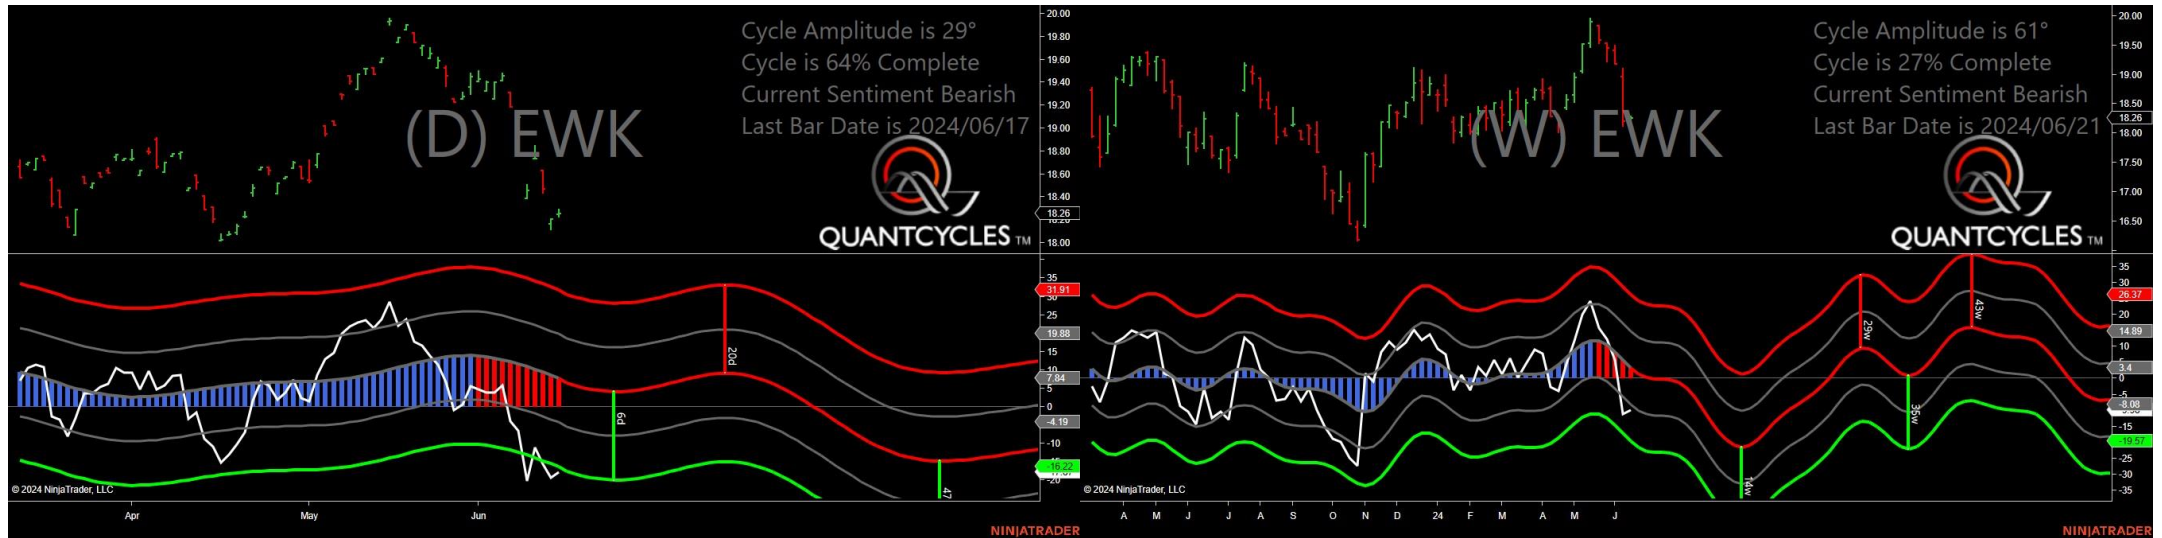 Cycle Amplitude is 29°
Cycle is 64% Complete
Current Sentiment Bearish
Last Bar Date is 2024/06/17
(D) EWK
QUANTCYCLES TM
20.00
19.80
19.60
19.40
19.20
19.00
18.80
18.60
18.40
18.26
18.00
35
31.91
25
19.88
15
10
7.84
5
0
-4.19
-10
-16.22
-20
20d
6d
47
© 2024 NinjaTrader, LLC
Apr
May
Jun
NINJATRADER
Cycle Amplitude is 61°
Cycle is 27% Complete
Current Sentiment Bearish
Last Bar Date is 2024/06/21
(W) EWK
QUANTCYCLES TM
20.00
19.50
19.00
18.50
18.26
18.00
17.50
17.00
16.50
35
26.37
20
14.89
10
3.4
0
-5
-8.08
-15
-19.57
-25
-30
-35
29w
43w
35w
14w
© 2024 NinjaTrader, LLC
A M J J A S O N D 24 F M A M J
NINJATRADER